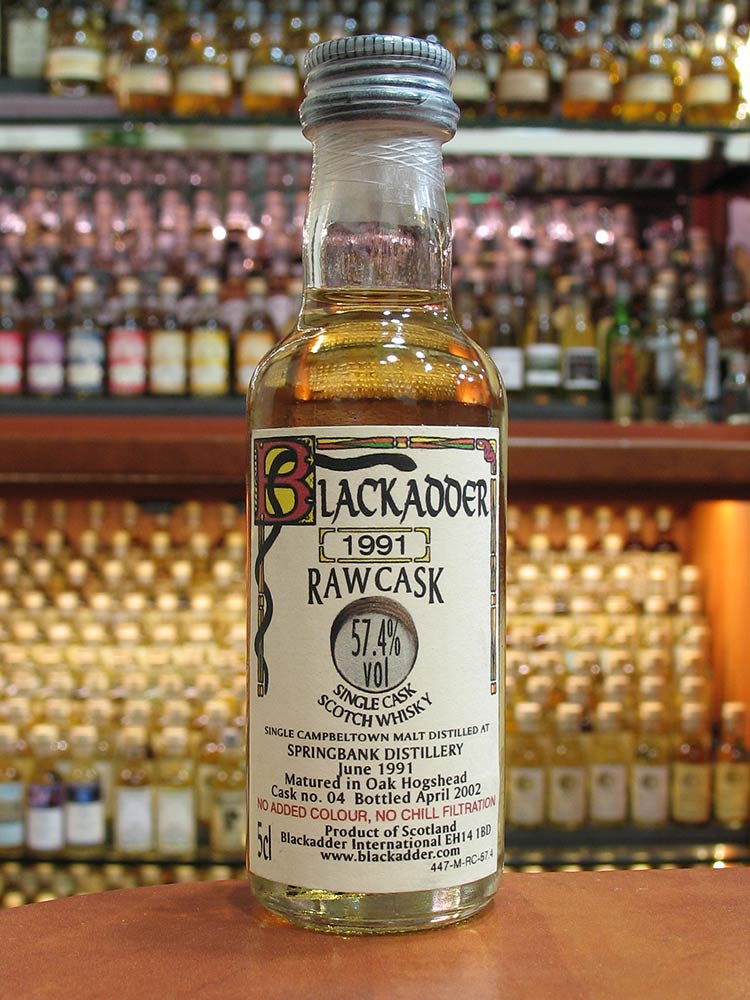 BLACKADDER
1991
RAW CASK
57.4%
vol
SINGLE CASK
SCOTCH WHISKY
SINGLE CAMPBELTOWN MALT DISTILLED AT
SPRINGBANK DISTILLERY
June 1991
Matured in Oak Hogshead
Cask no. 04 Bottled April 2002
NO ADDED COLOUR, NO CHILL FILTRATION
Product of Scotland
5cl
Blackadder International EH14 1BD
www.blackadder.com
447-M-RC-57.4